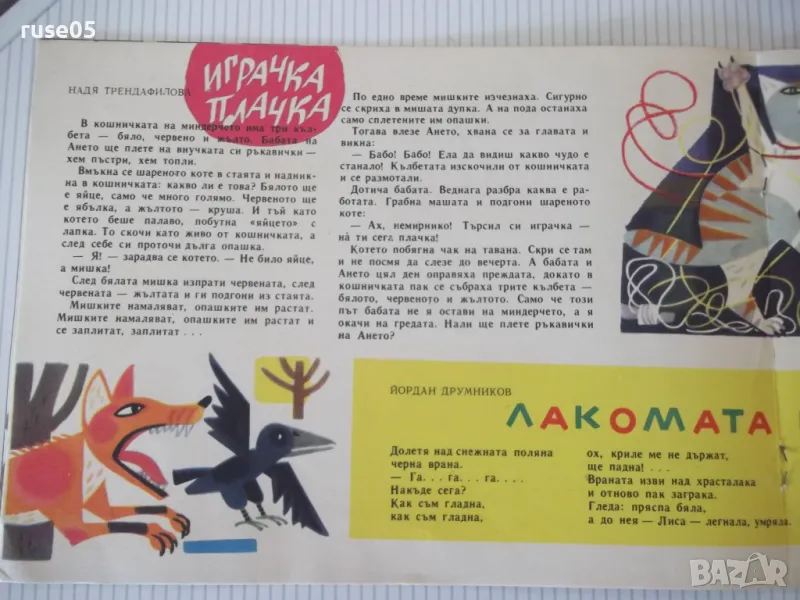 ruse05
НАДЯ ТРЕНДАФИЛОВА
ИГРАЧКА
ПЛАЧКА
В кошничката на миндерчето има три къл-
бета — бяло, червено и жълто. Бабата на
Ането ще плете на внучката си ръкавички —
хем пъстри, хем топли.
Вмъкна се шареното коте в стаята и надник-
на в кошничката: какво ли е това? Бялото ще
е яйце, само че много голямо. Червеното ще
е ябълка, а жълтото — круша. И тъй като
котето беше палаво, побутна «яйцето» с
лапка. То скочи като живо от кошничката, а
след себе си проточи дълга опашка.
— Я! — зарадва се котето. — Не било яйце,
а мишка!
След бялата мишка изпрати червената, след
червената — жълтата и ги подгони из стаята.
Мишките намаляват, опашките им растат.
Мишките намаляват, опашките им растат и
се заплитат, заплитат . . .
По едно време мишките изчезнаха. Сигурно
се скриха в мишата дупка. А на пода останаха
само сплетените им опашки.
Тогава влезе Ането, хвана се за главата и
викна:
— Бабо! Бабо! Ела да видиш какво чудо е
станало! Кълбетата изскочили от кошничката
и се размотали.
Дотича бабата. Веднага разбра каква е ра-
ботата. Грабна машата и подгони шареното
коте:
— Ах, немирнико! Търсил си играчка —
на́ ти сега плачка!
Котето побягна чак на тавана. Скри се там
и не посмя да слезе до вечерта. А бабата и
Ането цял ден оправяха преждата, докато в
кошничката пак се събраха трите кълбета —
бялото, червеното и жълтото. Само че този
път бабата не я остави на миндерчето, а я
окачи на гредата. Нали ще плете ръкавички
на Ането?
ЙОРДАН ДРУМНИКОВ
ЛАКОМАТА
Долетя над снежната поляна
черна врана.
— Га. . . га. . . га. . . .
Накъде сега?
Как съм гладна,
как съм гладна,
ох, криле ме не държат,
ще падна! . . .
Враната изви над храсталака
и отново пак заграка.
Гледа: пряспа бяла,
а до нея — Лиса — легнала, умряла.
BAZAR